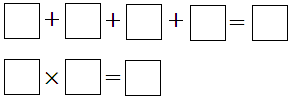 □ + □ + □ + □ = □
□ × □ = □